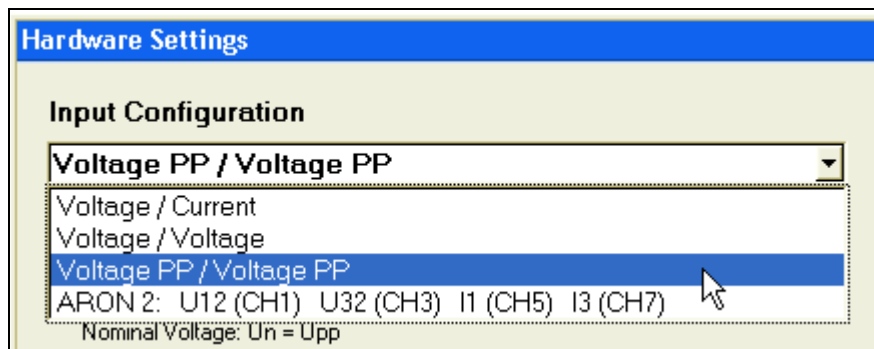 Hardware Settings
Input Configuration
Voltage PP / Voltage PP
Voltage / Current
Voltage / Voltage
Voltage PP / Voltage PP
ARON 2: U12 (CH1) U32 (CH3) I1 (CH5) I3 (CH7)
Nominal Voltage: Un = Upp